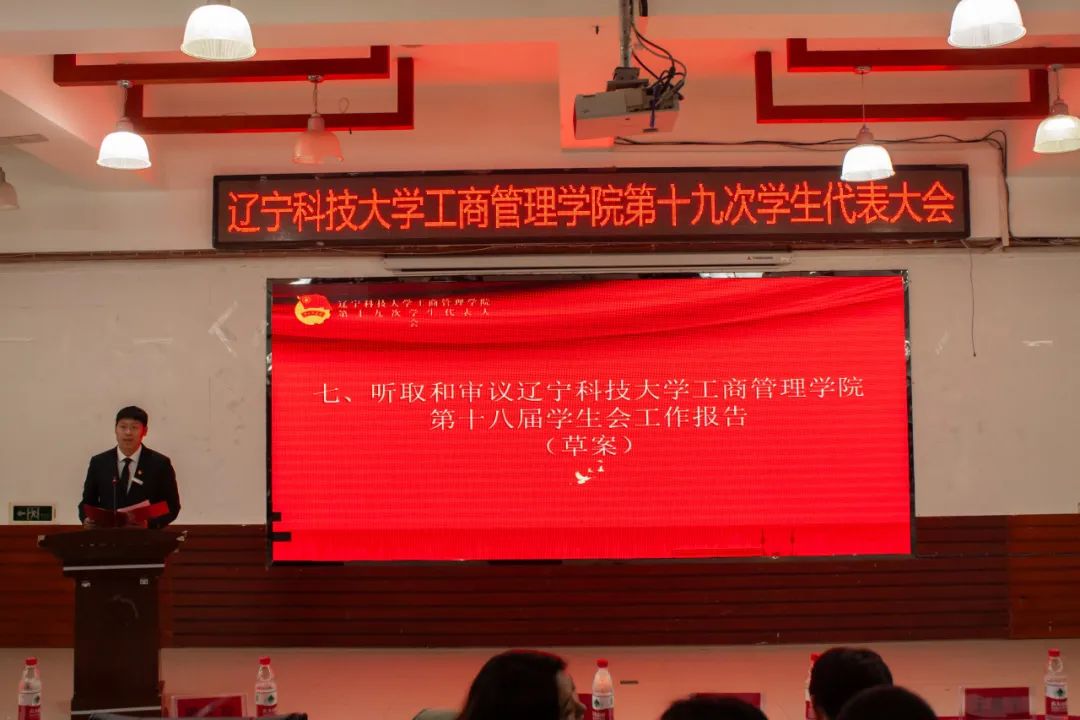 辽宁科技大学工商管理学院第十九次学生代表大会
辽宁科技大学工商管理学院
第十九次学生代表大
会
七、听取和审议辽宁科技大学工商管理学院
第十八届学生会工作报告
（草案）